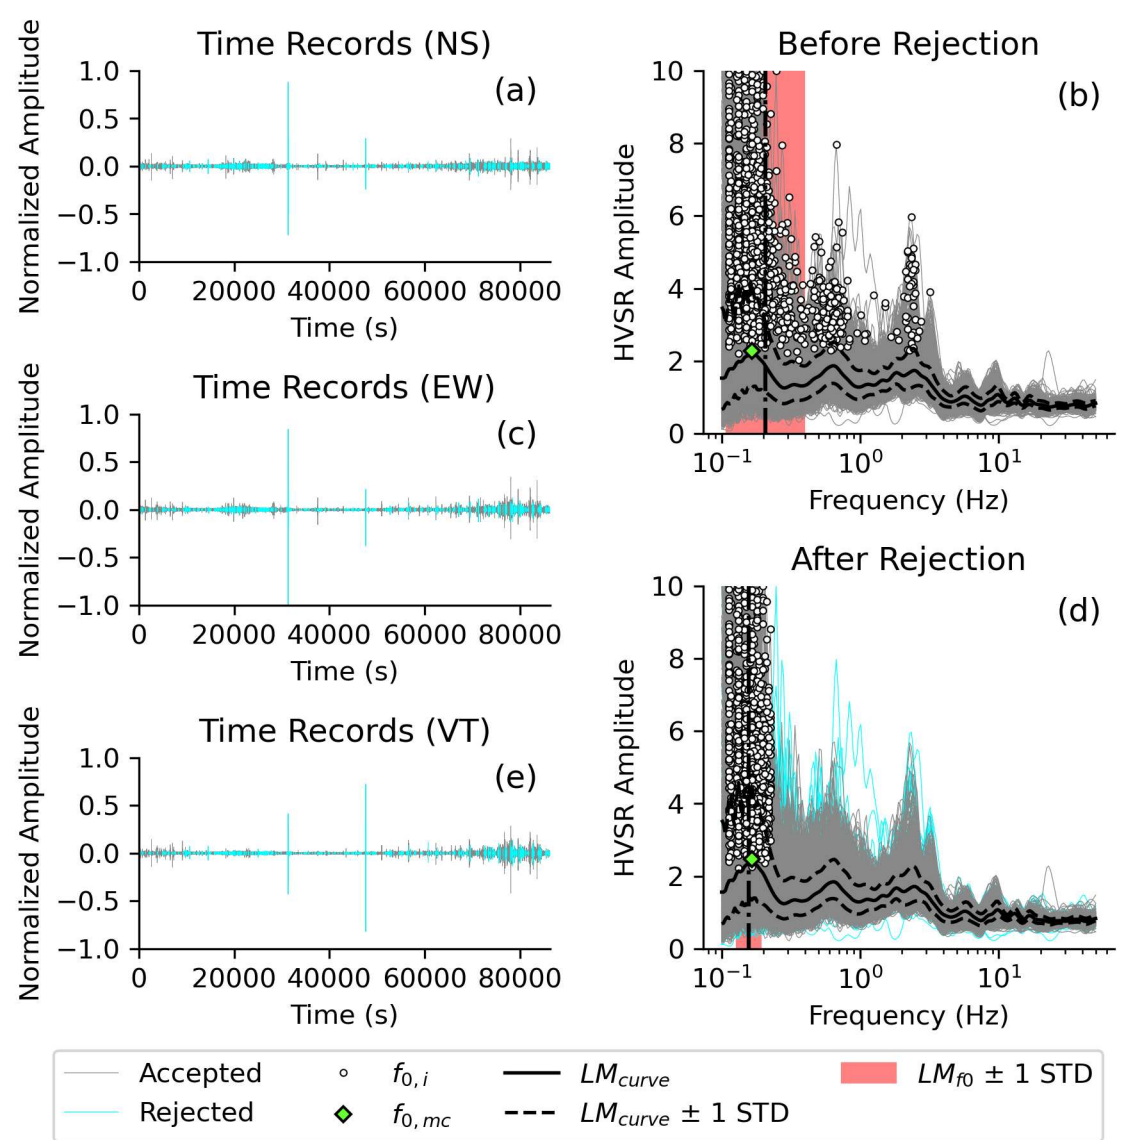 Time Records (NS)
(a)
Normalized Amplitude
1.0
0.5
0.0
−0.5
−1.0
0 20000 40000 60000 80000
Time (s)
Before Rejection
(b)
HVSR Amplitude
10
8
6
4
2
0
10⁻¹ 10⁰ 10¹
Frequency (Hz)
Time Records (EW)
(c)
Normalized Amplitude
1.0
0.5
0.0
−0.5
−1.0
0 20000 40000 60000 80000
Time (s)
After Rejection
(d)
HVSR Amplitude
10
8
6
4
2
0
10⁻¹ 10⁰ 10¹
Frequency (Hz)
Time Records (VT)
(e)
Normalized Amplitude
1.0
0.5
0.0
−0.5
−1.0
0 20000 40000 60000 80000
Time (s)
Accepted f0, i LMcurve LMf0 ± 1 STD
Rejected f0, mc LMcurve ± 1 STD